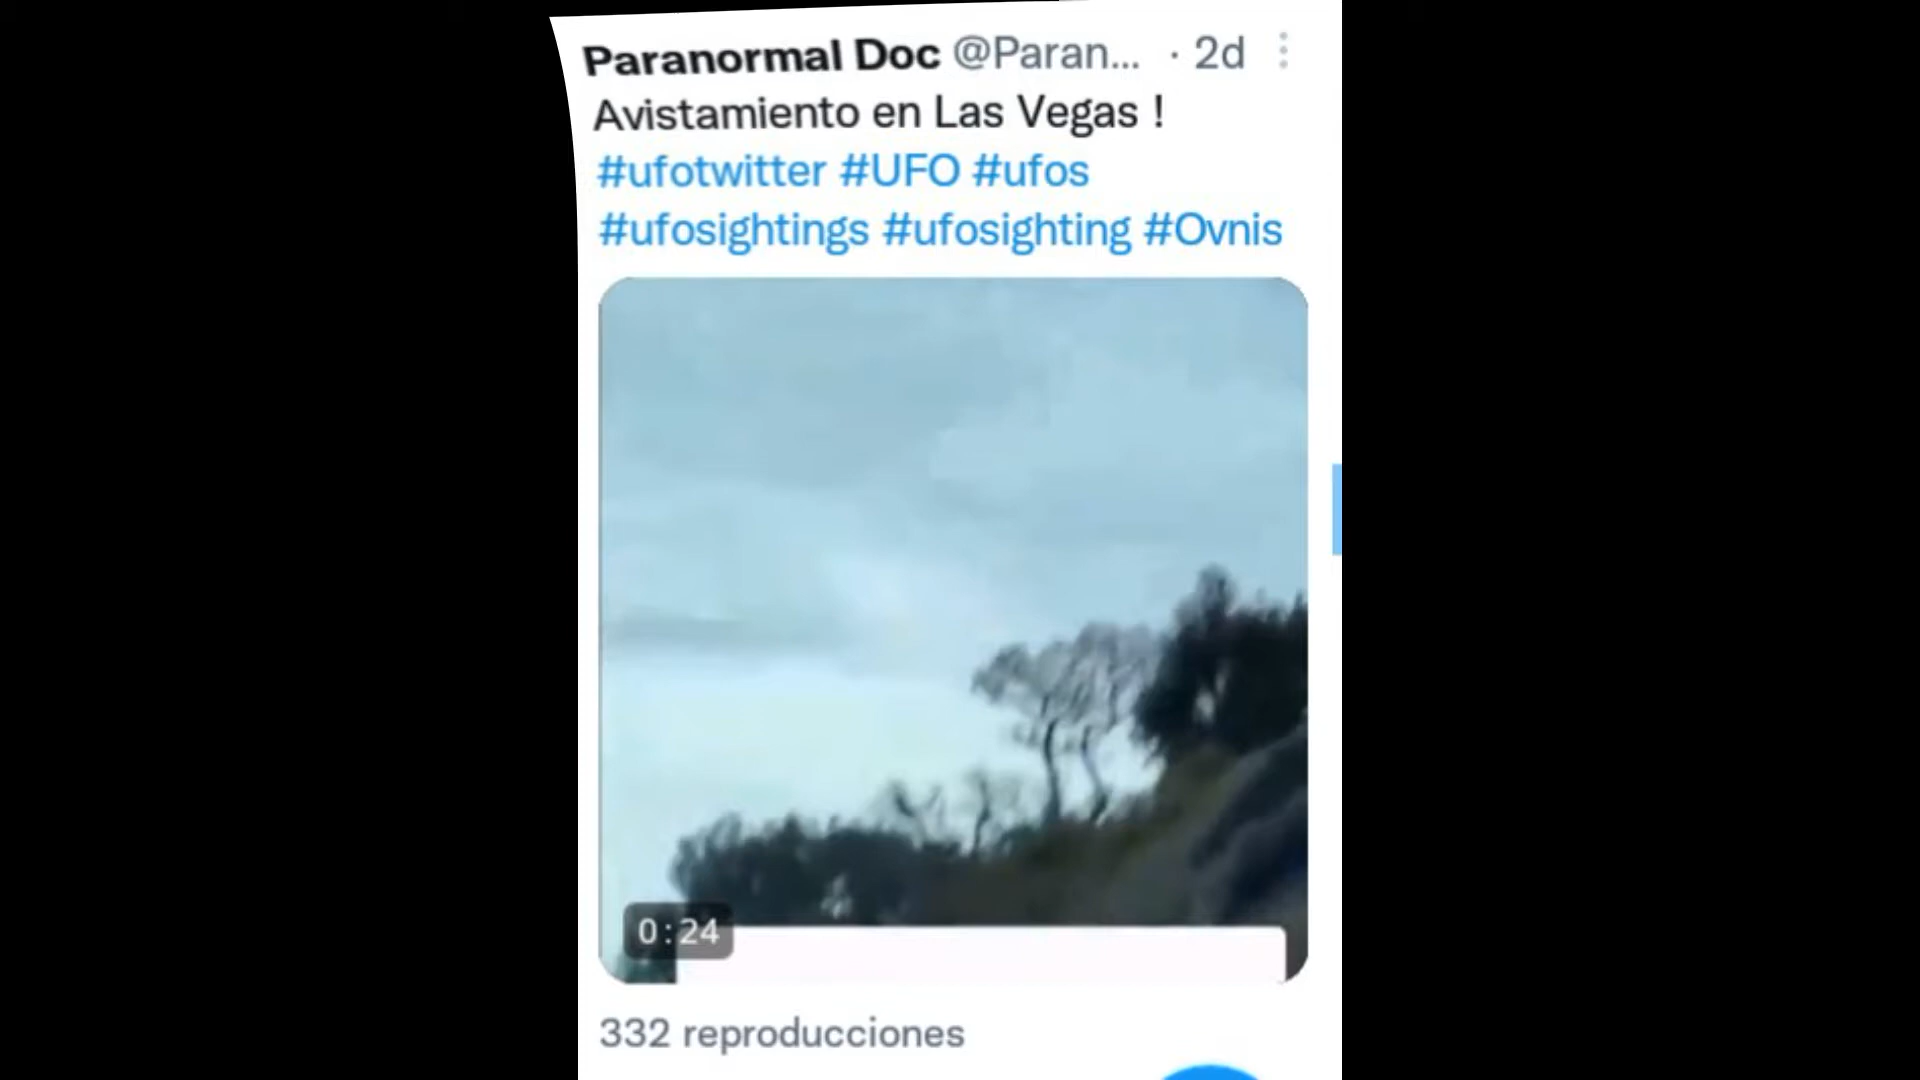 Paranormal Doc @Paran... · 2d
Avistamiento en Las Vegas !
#ufotwitter #UFO #ufos
#ufosightings #ufosighting #Ovnis
0:24
332 reproducciones